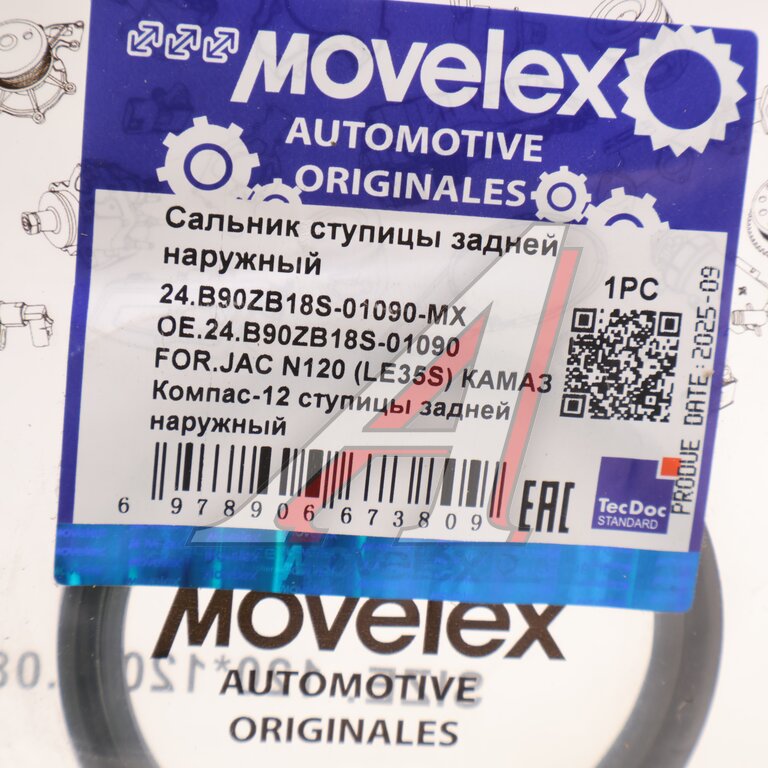 Movelex
AUTOMOTIVE
ORIGINALES
Сальник ступицы задней
наружный
24.B90ZB18S-01090-MX
OE.24.B90ZB18S-01090
FOR.JAC N120 (LE35S) КАМАЗ
Компас-12 ступицы задней
наружный
1PC
PRODUE DATE:2025-09
6 978906 673809
EAC
TecDoc
STANDARD
Movelex
AUTOMOTIVE
ORIGINALES